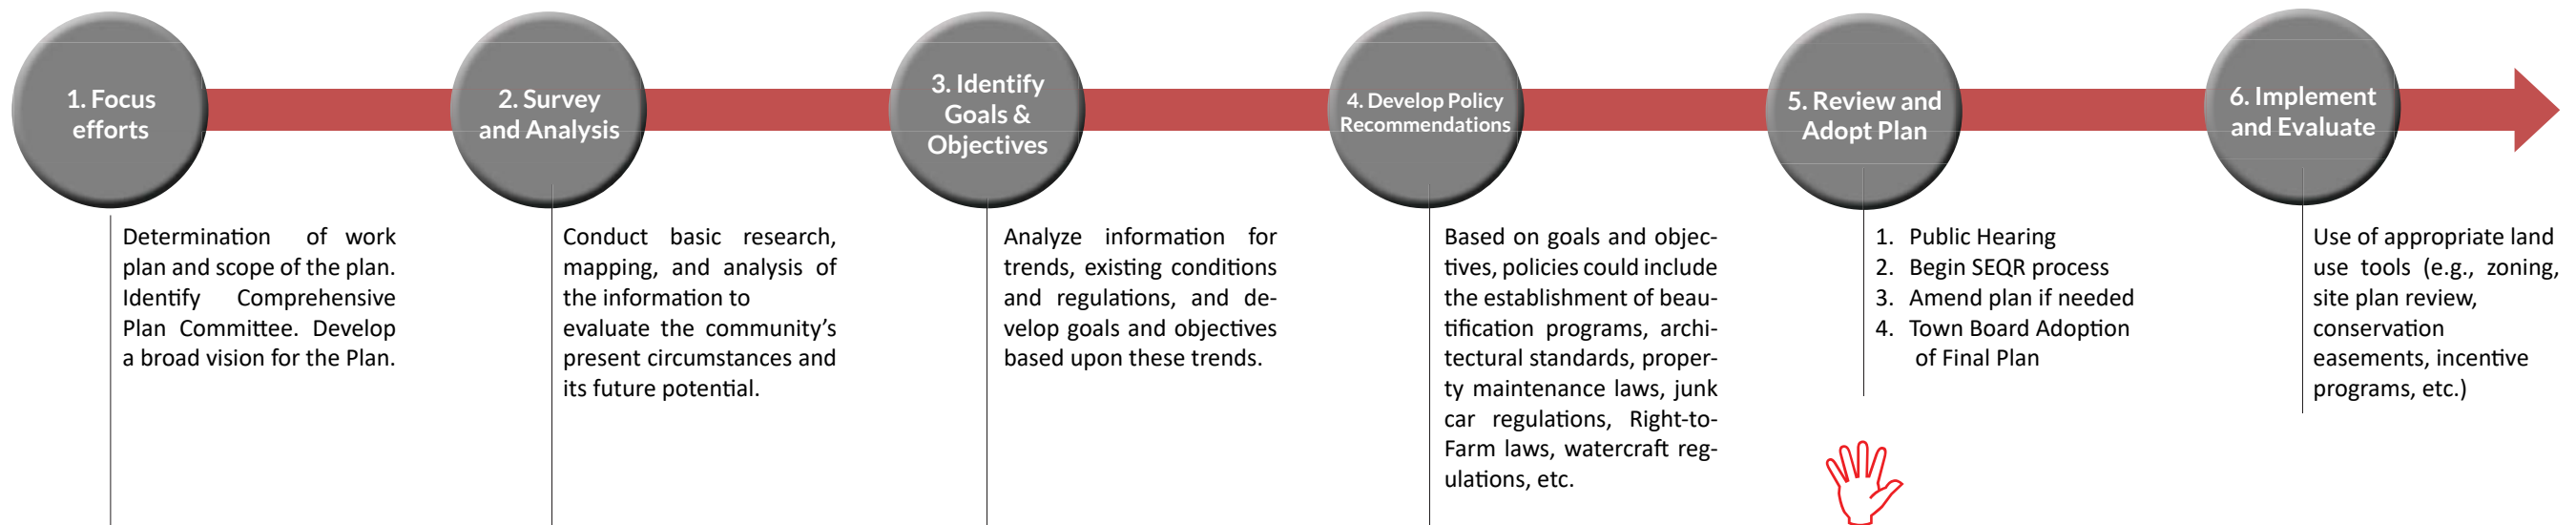 1. Focus
efforts
2. Survey
and Analysis
3. Identify
Goals &
Objectives
4. Develop Policy
Recommendations
5. Review and
Adopt Plan
6. Implement
and Evaluate
Determination of work
plan and scope of the plan.
Identify Comprehensive
Plan Committee. Develop
a broad vision for the Plan.
Conduct basic research,
mapping, and analysis of
the information to
evaluate the community’s
present circumstances and
its future potential.
Analyze information for
trends, existing conditions
and regulations, and de-
velop goals and objectives
based upon these trends.
Based on goals and objec-
tives, policies could include
the establishment of beau-
tification programs, archi-
tectural standards, proper-
ty maintenance laws, junk
car regulations, Right-to-
Farm laws, watercraft reg-
ulations, etc.
1. Public Hearing
2. Begin SEQR process
3. Amend plan if needed
4. Town Board Adoption
of Final Plan
Use of appropriate land
use tools (e.g., zoning,
site plan review,
conservation
easements, incentive
programs, etc.)